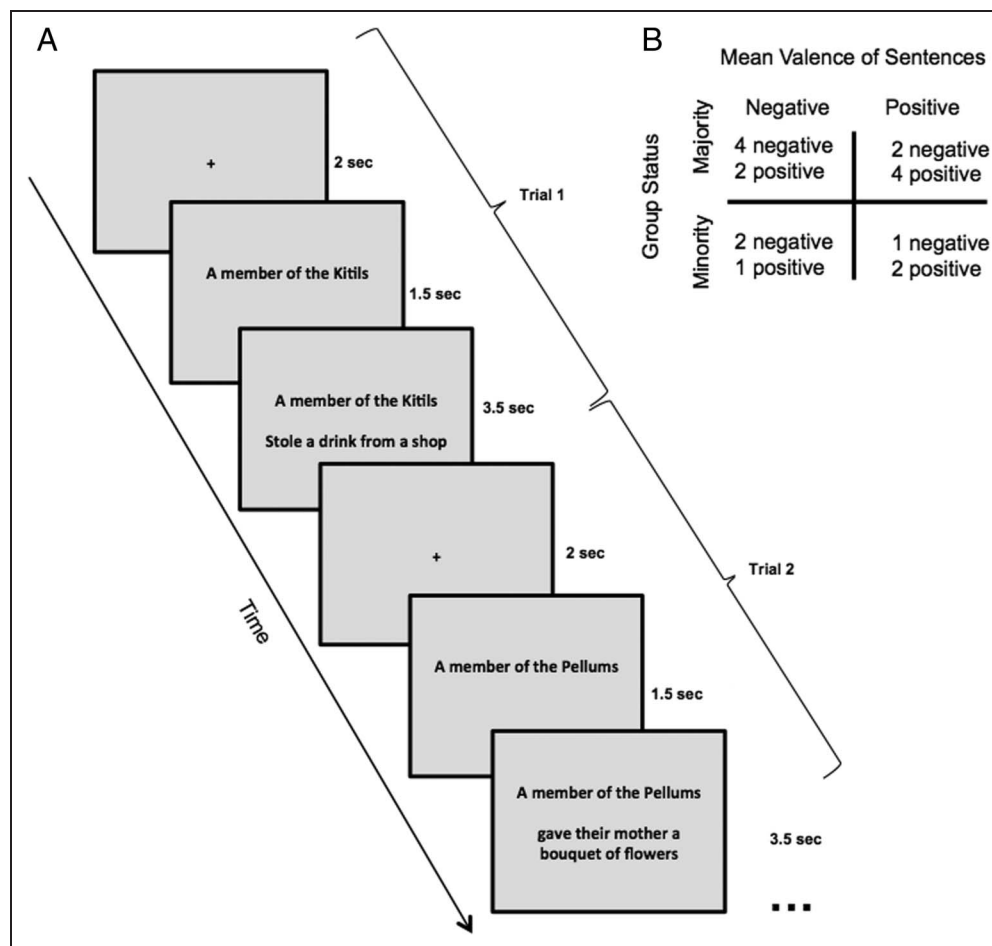 A
+
2 sec
A member of the Kitils
1.5 sec
A member of the Kitils
Stole a drink from a shop
3.5 sec
Trial 1
+
2 sec
A member of the Pellums
1.5 sec
A member of the Pellums
gave their mother a
bouquet of flowers
3.5 sec
Trial 2
...
Time
B
Mean Valence of Sentences
Negative Positive
Group Status
Majority
4 negative 2 negative
2 positive 4 positive
Minority
2 negative 1 negative
1 positive 2 positive